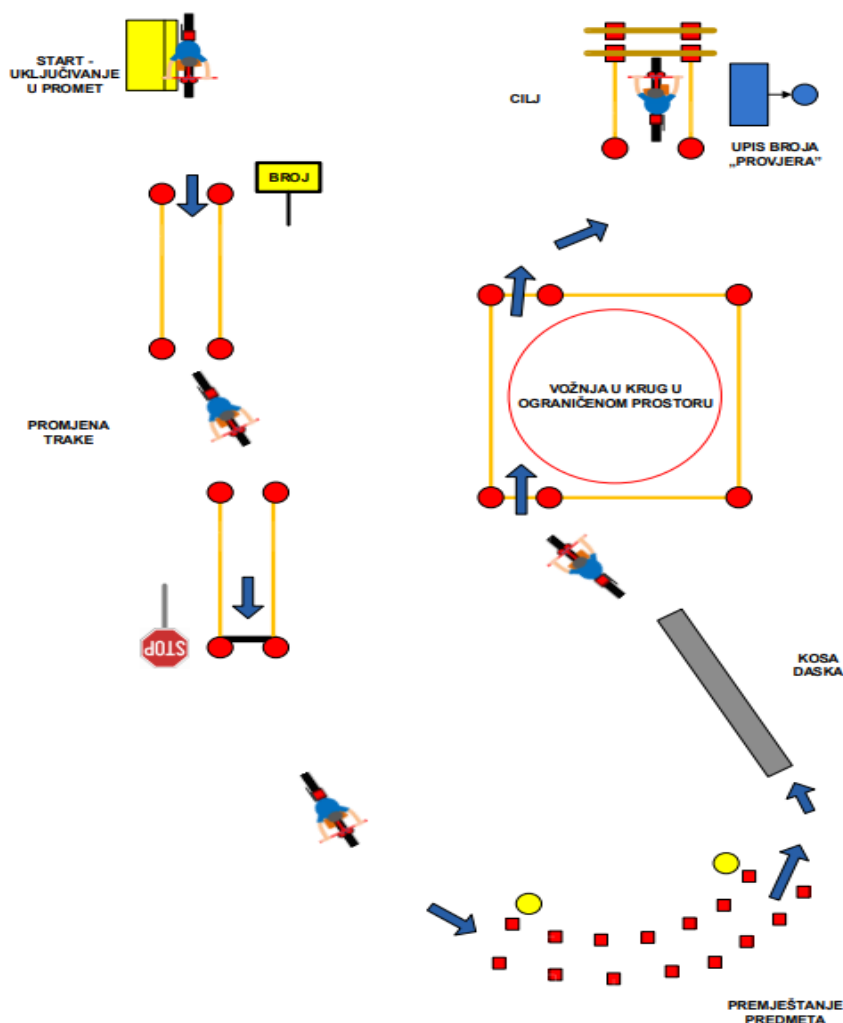 START -
UKLJUČIVANJE
U PROMET
CILJ
UPIS BROJA
„PROVJERA”
BROJ
PROMJENA
TRAKE
VOŽNJA U KRUG U
OGRANIČENOM PROSTORU
STOP
KOSA
DASKA
PREMJEŠTANJE
PREDMETA